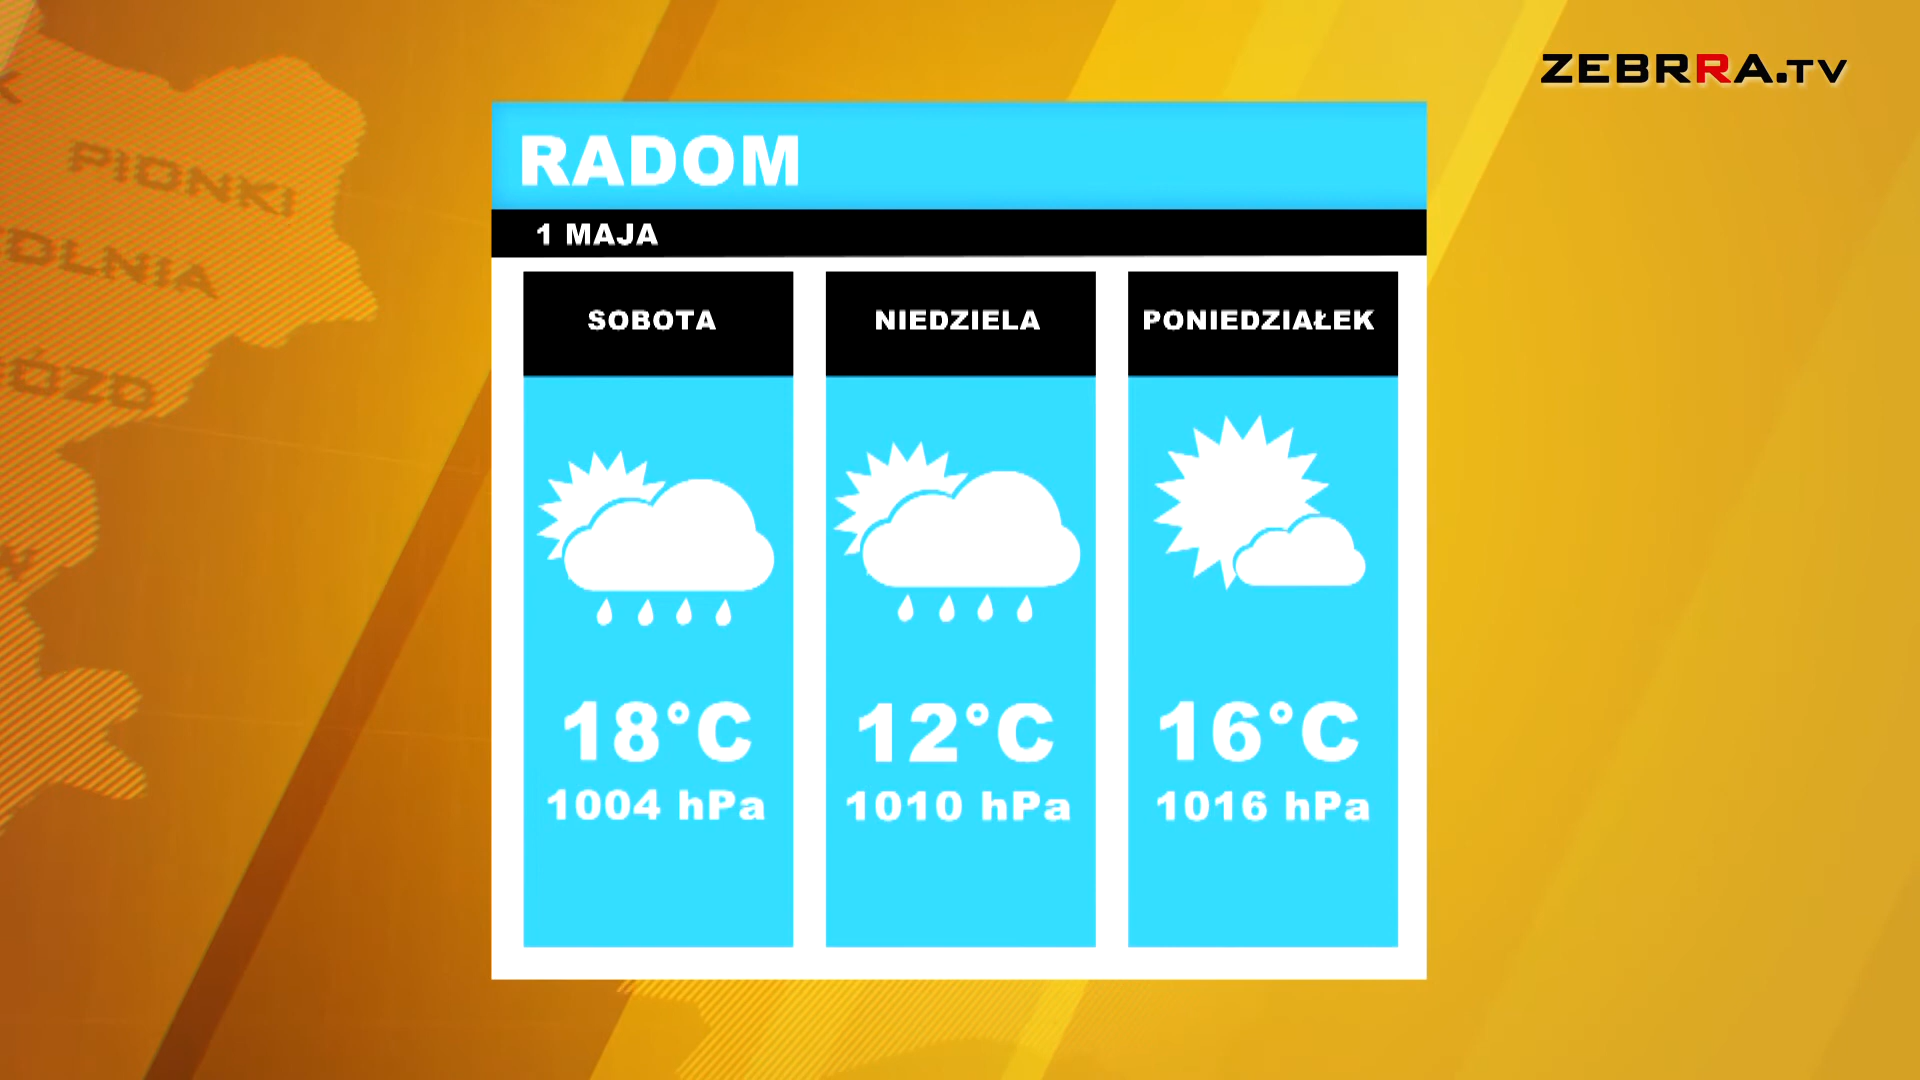 ZEBRRA.TV
RADOM
1 MAJA
SOBOTA
NIEDZIELA
PONIEDZIAŁEK
18°C
12°C
16°C
1004 hPa
1010 hPa
1016 hPa
PIONKI